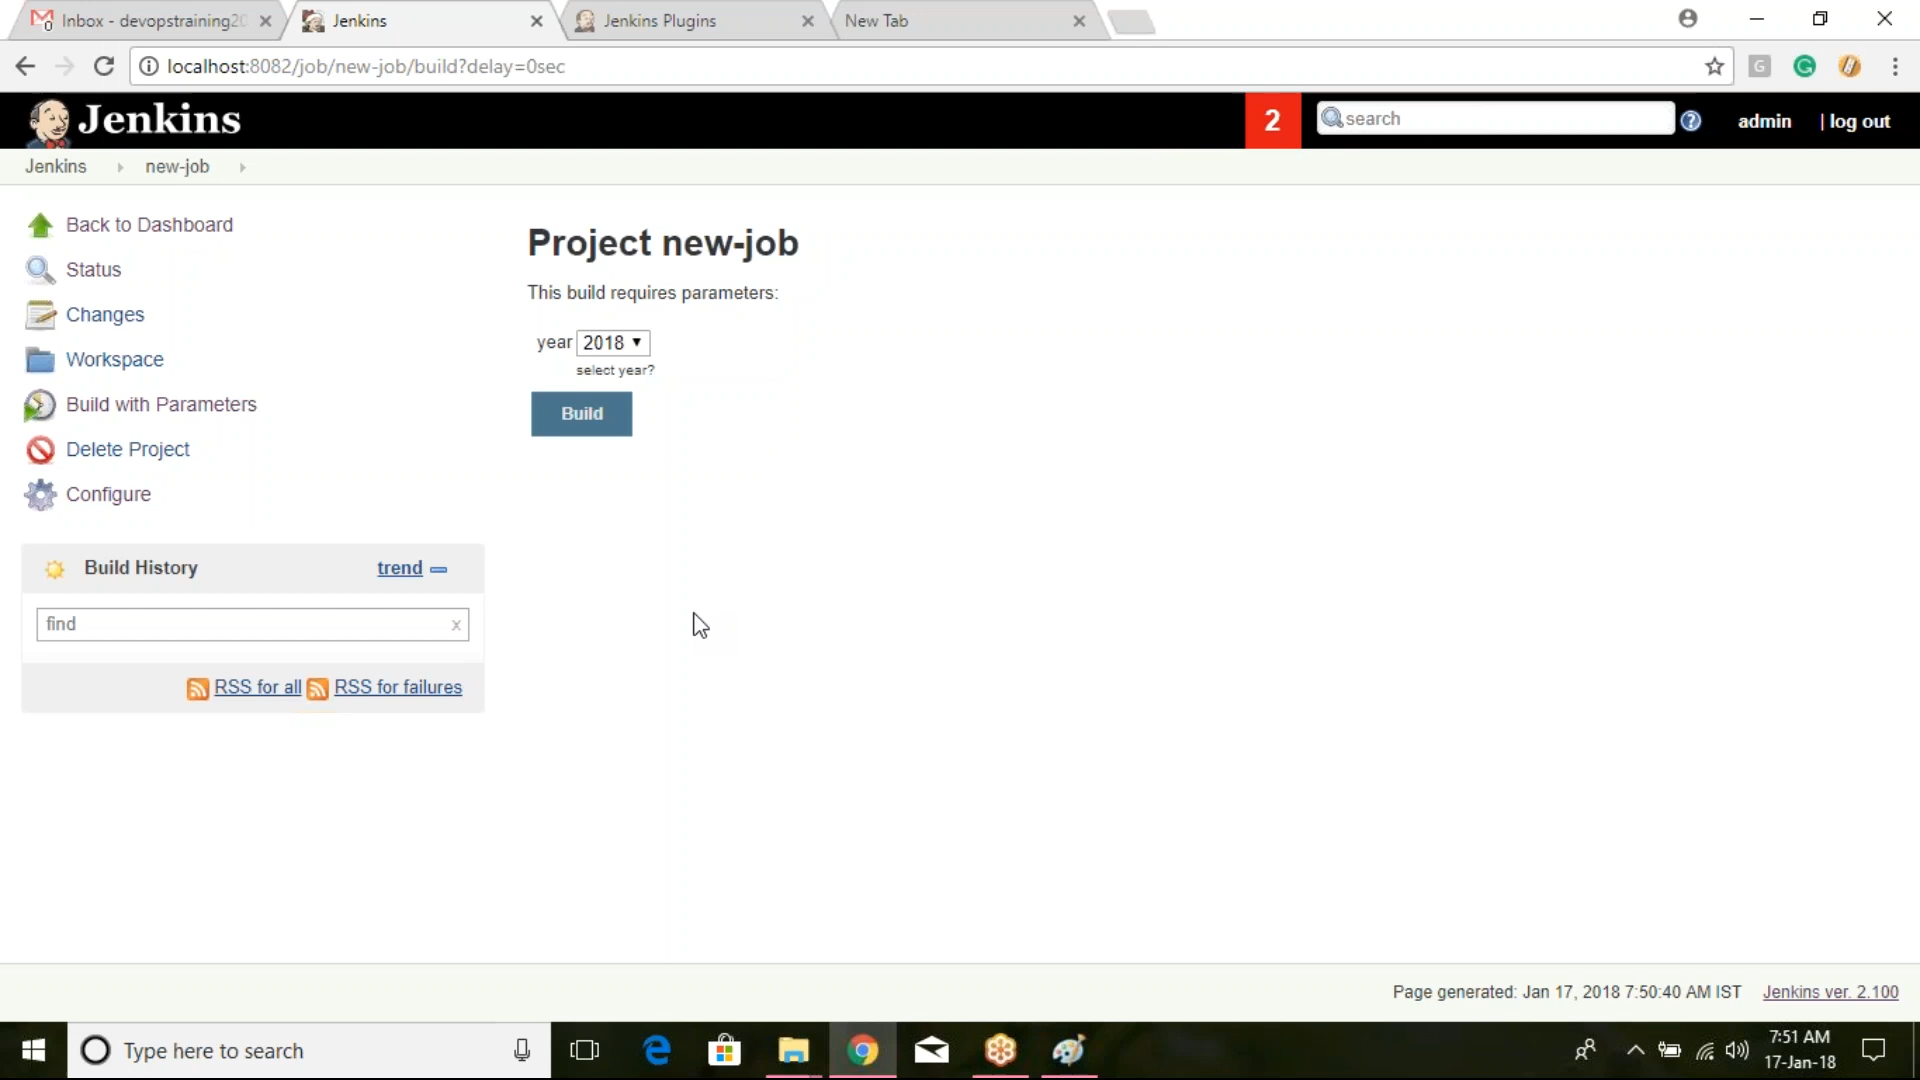 Inbox - devopstraining20
Jenkins
Jenkins Plugins
New Tab
localhost:8082/job/new-job/build?delay=0sec
Jenkins
2
search
admin
| log out
Jenkins
new-job
Back to Dashboard
Status
Changes
Workspace
Build with Parameters
Delete Project
Configure
Project new-job
This build requires parameters:
year 2018
select year?
Build
Build History
trend
find
x
RSS for all
RSS for failures
Page generated: Jan 17, 2018 7:50:40 AM IST
Jenkins ver. 2.100
Type here to search
7:51 AM
17-Jan-18